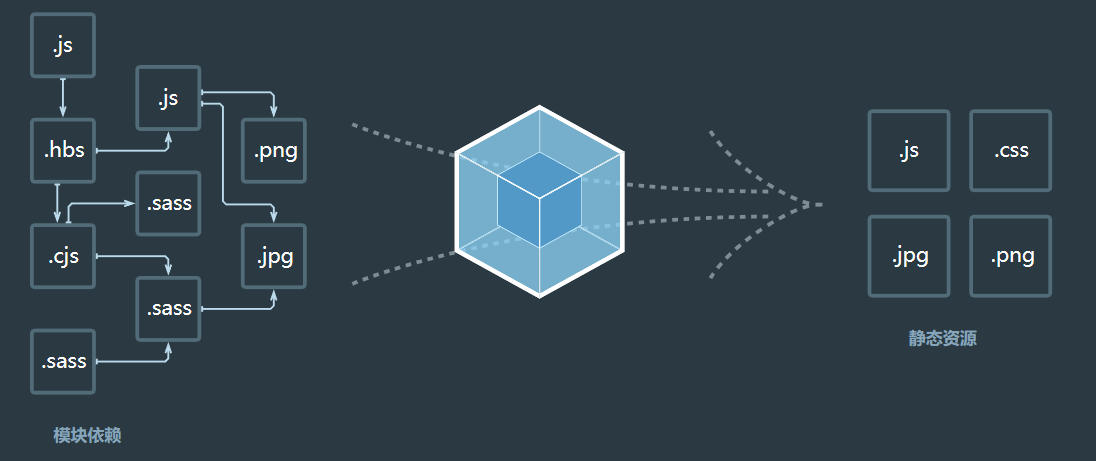 .js
.js
.hbs
.png
.sass
.cjs
.jpg
.sass
.sass
模块依赖
.js
.css
.jpg
.png
静态资源